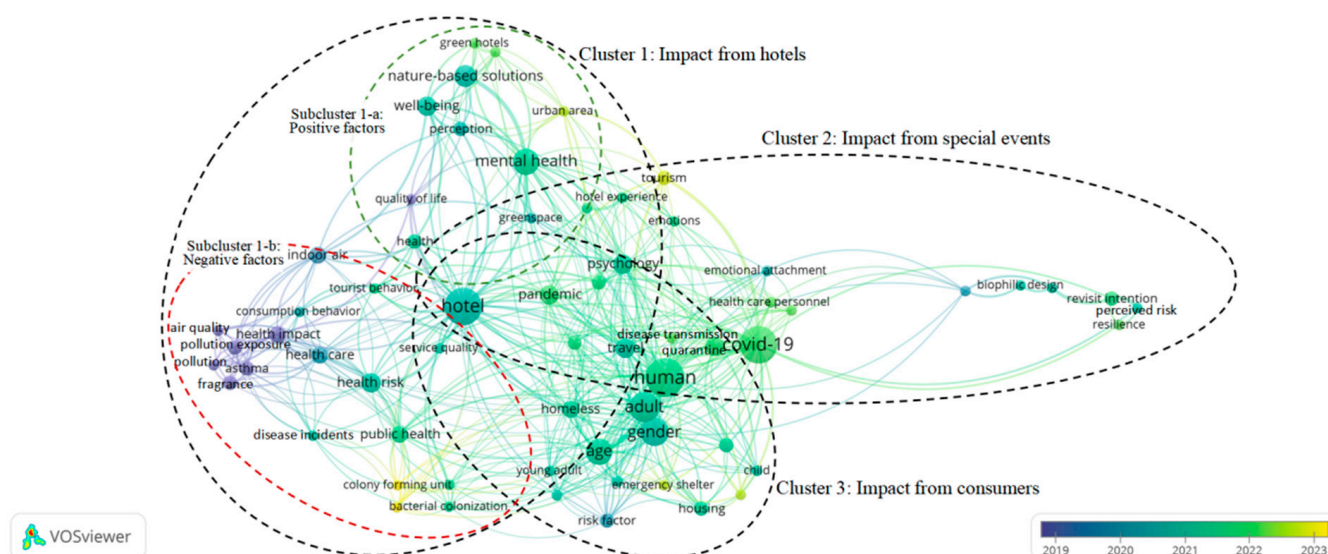 green hotels
Cluster 1: Impact from hotels
nature-based solutions
Subcluster 1-a:
Positive factors
well-being
urban area
perception
Cluster 2: Impact from special events
mental health
tourism
quality of life
hotel experience
greenspace
emotions
Subcluster 1-b:
Negative factors
health
indoor air
psychology
emotional attachment
tourist behavior
pandemic
biophilic design
revisit intention
hotel
health care personnel
perceived risk
consumption behavior
resilience
air quality
health impact
disease transmission
pollution exposure
service quality
travel
quarantine
covid-19
health care
pollution
asthma
fragrance
health risk
human
homeless
adult
disease incidents
public health
gender
age
young adult
child
colony forming unit
emergency shelter
Cluster 3: Impact from consumers
bacterial colonization
housing
risk factor
VOSviewer
2019 2020 2021 2022 2023